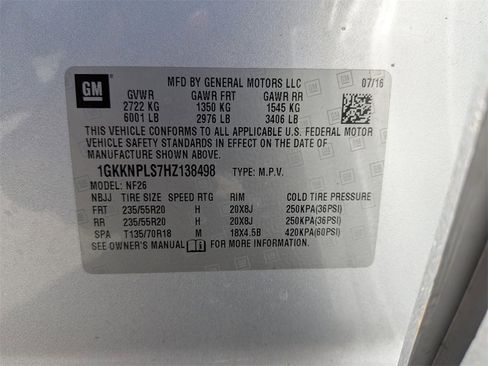 GM
MFD BY GENERAL MOTORS LLC 07/16
GVWR GAWR FRT GAWR RR
2722 KG 1350 KG 1545 KG
6001 LB 2976 LB 3406 LB
THIS VEHICLE CONFORMS TO ALL APPLICABLE U.S. FEDERAL MOTOR
VEHICLE SAFETY STANDARDS IN EFFECT ON THE DATE OF
MANUFACTURE SHOWN ABOVE.
1GKKNPLS7HZ138498 TYPE: M.P.V.
MODEL: NF26
NBJJ TIRE SIZE SPEED RTG RIM COLD TIRE PRESSURE
FRT 235/55R20 H 20X8J 250KPA(36PSI)
RR 235/55R20 H 20X8J 250KPA(36PSI)
SPA T135/70R18 M 18X4.5B 420KPA(60PSI)
SEE OWNER'S MANUAL FOR MORE INFORMATION